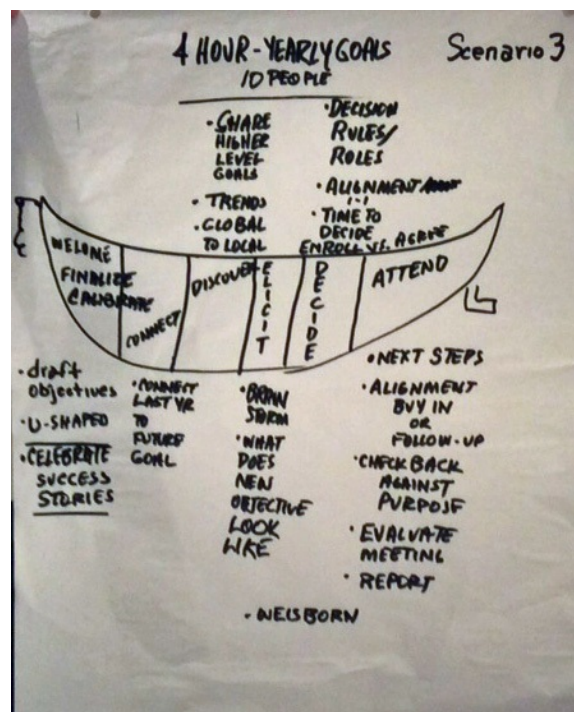 4 HOUR - YEARLY GOALS
10 PEOPLE
Scenario 3
• SHARE
HIGHER
LEVEL
GOALS
• TRENDS
• GLOBAL
TO LOCAL
• DECISION
RULES/
ROLES
• ALIGNMENT
1-1
• TIME TO
DECIDE
ENROLL VS. AGREE
WELOME
FINALIZE
CALIBRATE
CONNECT
DISCOVER
ELICIT
DECIDE
ATTEND
• draft
objectives
• U-SHAPED
• CELEBRATE
SUCCESS
STORIES
• CONNECT
LAST YR
TO
FUTURE
GOAL
• BRAIN
STORM
• WHAT
DOES
NEW
OBJECTIVE
LOOK
LIKE
• NEXT STEPS
• ALIGNMENT
BUY IN
OR
FOLLOW-UP
• CHECK BACK
AGAINST
PURPOSE
• EVALUATE
MEETING
• REPORT
• WEISBORN